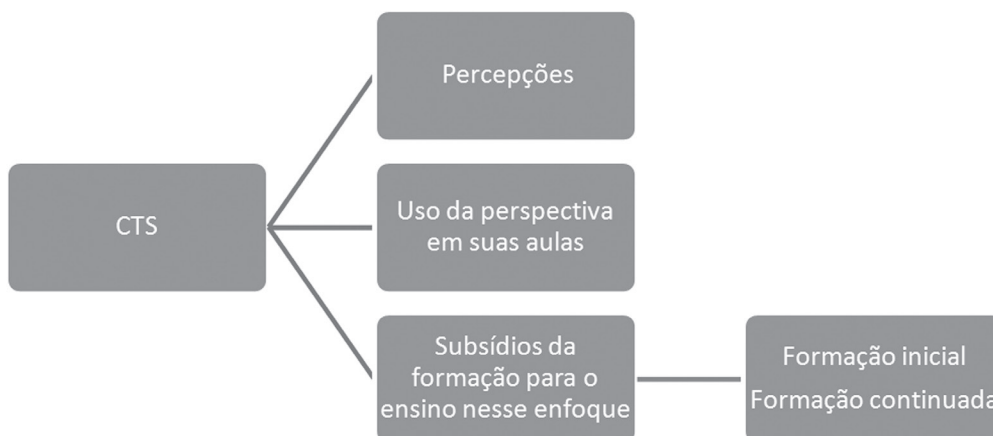 Percepções
CTS
Uso da perspectiva
em suas aulas
Subsídios da
formação para o
ensino nesse enfoque
Formação inicial
Formação continuada